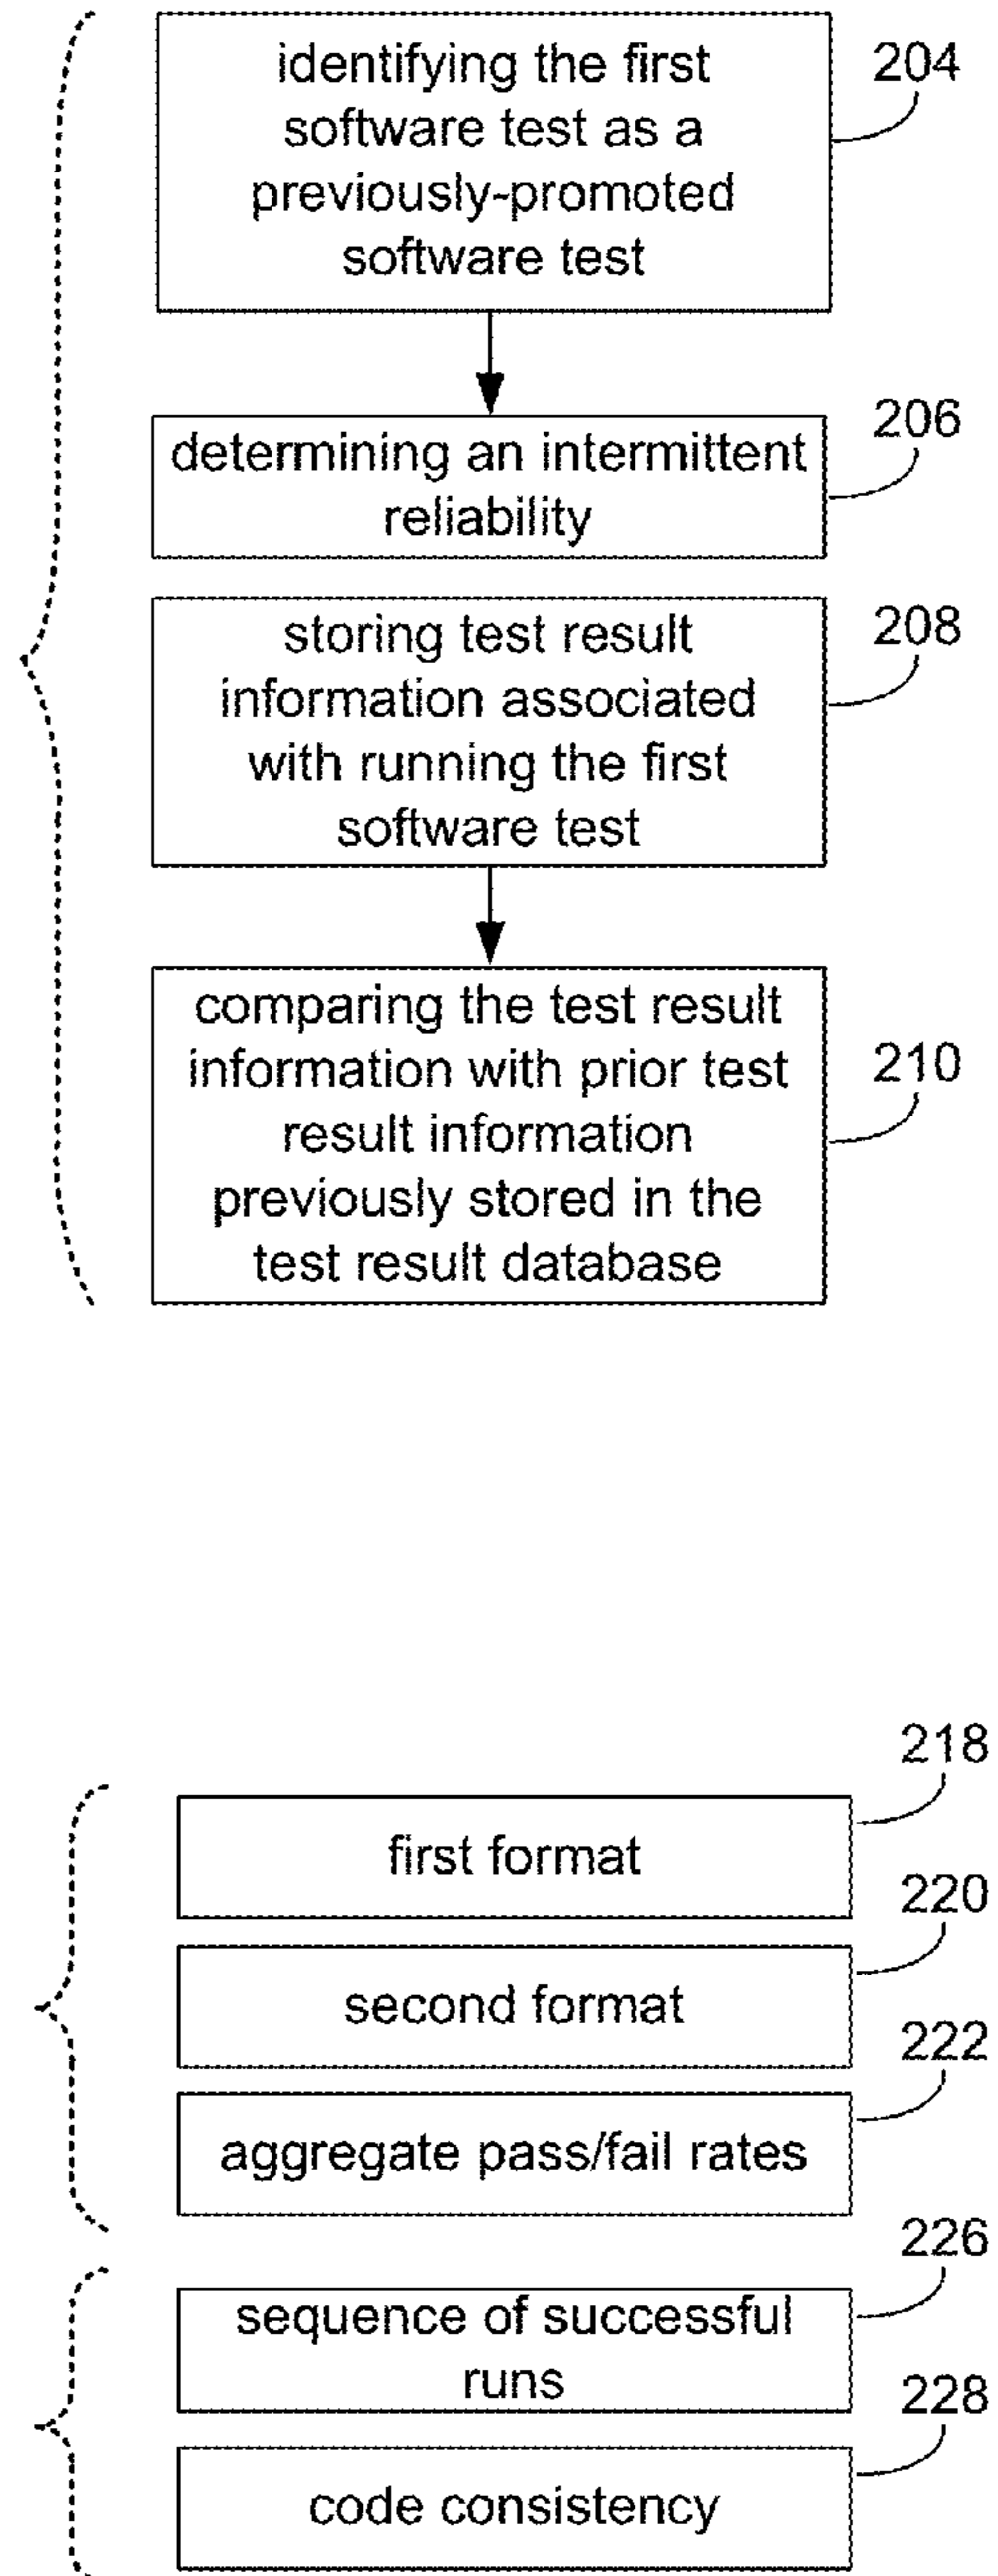 identifying the first
software test as a
previously-promoted
software test
204
determining an intermittent
reliability
206
storing test result
information associated
with running the first
software test
208
comparing the test result
information with prior test
result information
previously stored in the
test result database
210
218
first format
220
second format
222
aggregate pass/fail rates
226
sequence of successful
runs
228
code consistency